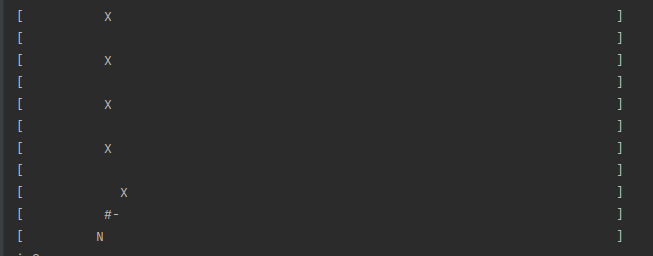 [          X                                                              ]
[                                                                         ]
[          X                                                              ]
[                                                                         ]
[          X                                                              ]
[                                                                         ]
[          X                                                              ]
[                                                                         ]
[            X                                                            ]
[          #-                                                             ]
[         N                                                               ]